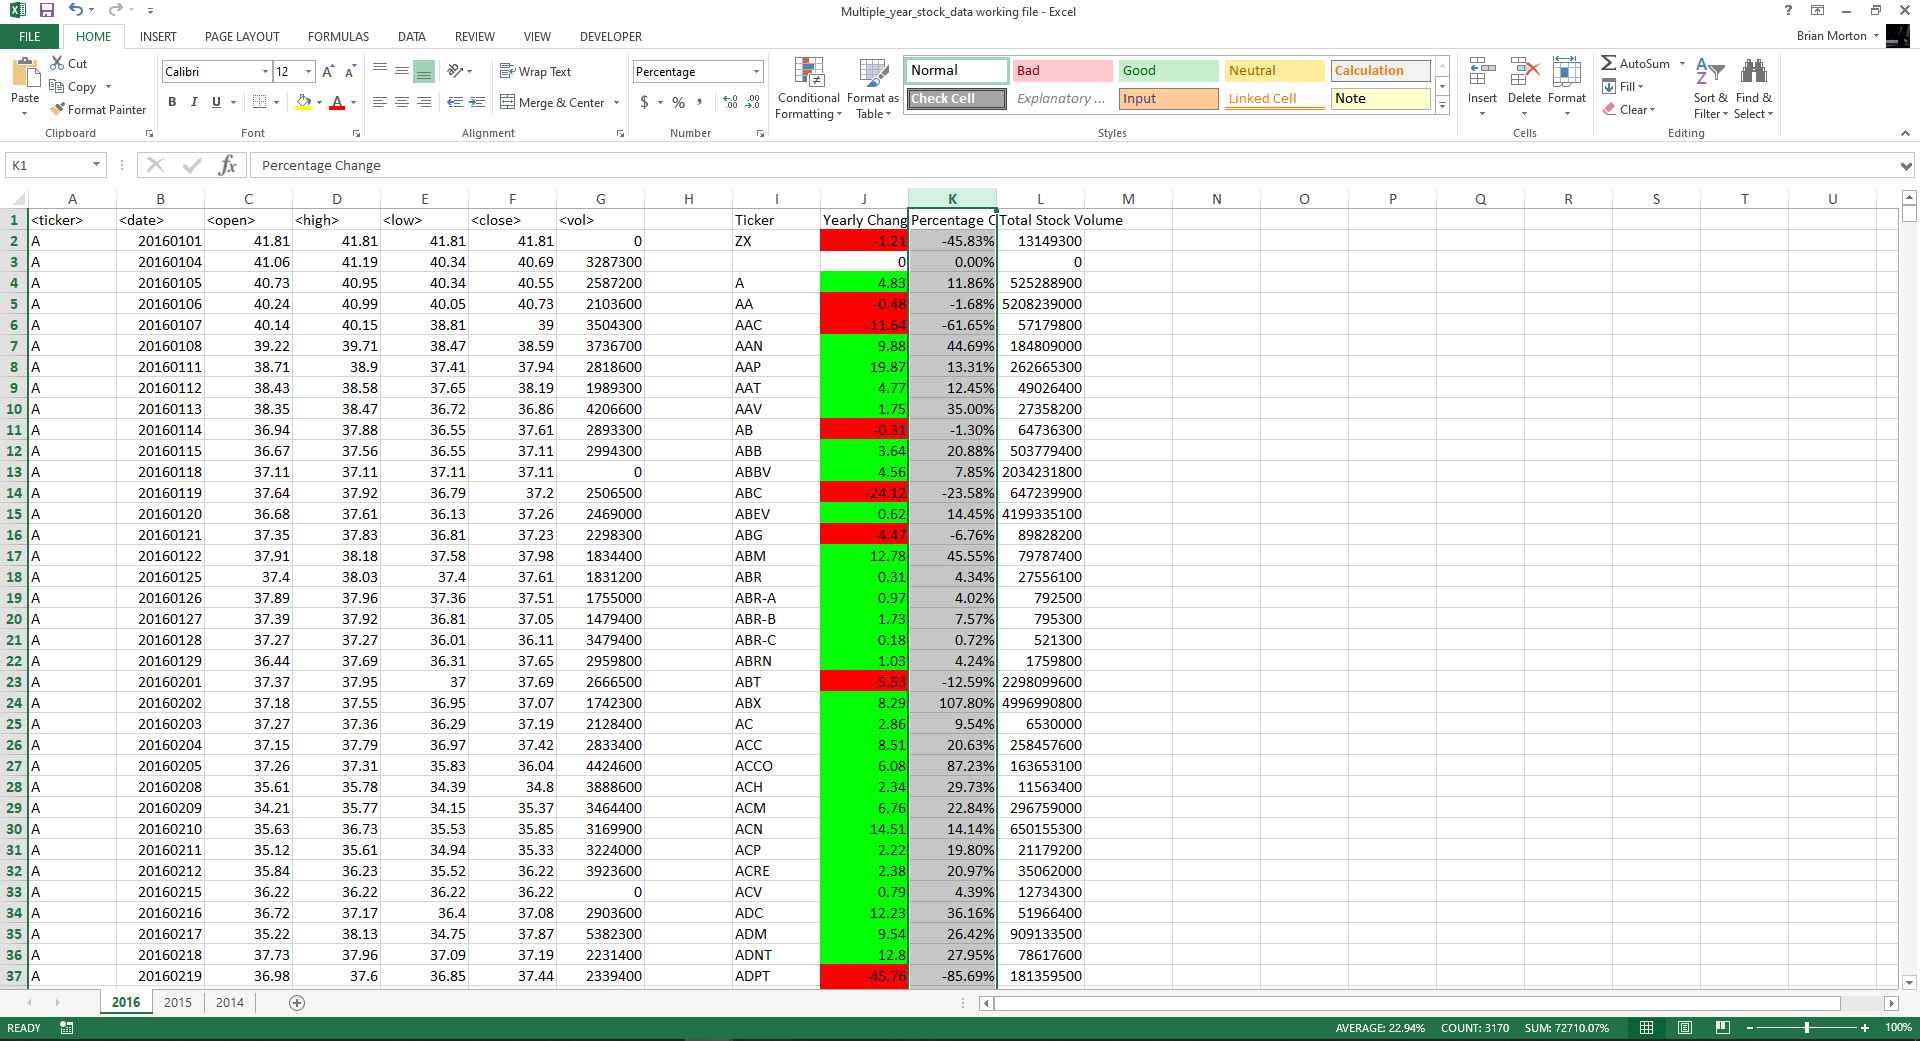 Multiple_year_stock_data working file - Excel
?
FILE HOME INSERT PAGE LAYOUT FORMULAS DATA REVIEW VIEW DEVELOPER Brian Morton
Paste Cut Copy Format Painter Clipboard
Calibri 12 B I U A Font
Wrap Text Merge & Center Alignment
Percentage $ % , Number
Conditional Formatting Format as Table
Normal Bad Good Neutral Calculation
Check Cell Explanatory ... Input Linked Cell Note
Styles
Insert Delete Format Cells
AutoSum Fill Clear Sort & Filter Find & Select Editing
K1 fx Percentage Change
A B C D E F G H I J K L M N O P Q R S T U
1 <ticker> <date> <open> <high> <low> <close> <vol> Ticker Yearly Chang Percentage C Total Stock Volume
2 A 20160101 41.81 41.81 41.81 41.81 0 ZX -1.21 -45.83% 13149300
3 A 20160104 41.06 41.19 40.34 40.69 3287300 0 0.00% 0
4 A 20160105 40.73 40.95 40.34 40.55 2587200 A 4.83 11.86% 525288900
5 A 20160106 40.24 40.99 40.05 40.73 2103600 AA -0.48 -1.68% 5208239000
6 A 20160107 40.14 40.15 38.81 39 3504300 AAC -11.64 -61.65% 57179800
7 A 20160108 39.22 39.71 38.47 38.59 3736700 AAN 9.88 44.69% 184809000
8 A 20160111 38.71 38.9 37.41 37.94 2818600 AAP 19.87 13.31% 262665300
9 A 20160112 38.43 38.58 37.65 38.19 1989300 AAT 4.77 12.45% 49026400
10 A 20160113 38.35 38.47 36.72 36.86 4206600 AAV 1.75 35.00% 27358200
11 A 20160114 36.94 37.88 36.55 37.61 2893300 AB -0.31 -1.30% 64736300
12 A 20160115 36.67 37.56 36.55 37.11 2994300 ABB 3.64 20.88% 503779400
13 A 20160118 37.11 37.11 37.11 37.11 0 ABBV 4.56 7.85% 2034231800
14 A 20160119 37.64 37.92 36.79 37.2 2506500 ABC -24.12 -23.58% 647239900
15 A 20160120 36.68 37.61 36.13 37.26 2469000 ABEV 0.62 14.45% 4199335100
16 A 20160121 37.35 37.83 36.81 37.23 2298300 ABG -4.47 -6.76% 89828200
17 A 20160122 37.91 38.18 37.58 37.98 1834400 ABM 12.78 45.55% 79787400
18 A 20160125 37.4 38.03 37.4 37.61 1831200 ABR 0.31 4.34% 27556100
19 A 20160126 37.89 37.96 37.36 37.51 1755000 ABR-A 0.97 4.02% 792500
20 A 20160127 37.39 37.92 36.81 37.05 1479400 ABR-B 1.73 7.57% 795300
21 A 20160128 37.27 37.27 36.01 36.11 3479400 ABR-C 0.18 0.72% 521300
22 A 20160129 36.44 37.69 36.31 37.65 2959800 ABRN 1.03 4.24% 1759800
23 A 20160201 37.37 37.95 37 37.69 2666500 ABT -5.53 -12.59% 2298099600
24 A 20160202 37.18 37.55 36.95 37.07 1742300 ABX 8.29 107.80% 4996990800
25 A 20160203 37.27 37.36 36.29 37.19 2128400 AC 2.86 9.54% 6530000
26 A 20160204 37.15 37.79 36.97 37.42 2833400 ACC 8.51 20.63% 258457600
27 A 20160205 37.26 37.31 35.83 36.04 4424600 ACCO 6.08 87.23% 163653100
28 A 20160208 35.61 35.78 34.39 34.8 3888600 ACH 2.34 29.73% 11563400
29 A 20160209 34.21 35.77 34.15 35.37 3464400 ACM 6.76 22.84% 296759000
30 A 20160210 35.63 36.73 35.53 35.85 3169900 ACN 14.51 14.14% 650155300
31 A 20160211 35.12 35.61 34.94 35.33 3224000 ACP 2.22 19.80% 21179200
32 A 20160212 35.84 36.23 35.52 36.22 3923600 ACRE 2.38 20.97% 35062000
33 A 20160215 36.22 36.22 36.22 36.22 0 ACV 0.79 4.39% 12734300
34 A 20160216 36.72 37.17 36.4 37.08 2903600 ADC 12.23 36.16% 51966400
35 A 20160217 35.22 38.13 34.75 37.87 5382300 ADM 9.54 26.42% 909133500
36 A 20160218 37.73 37.96 37.09 37.19 2231400 ADNT 12.8 27.95% 78617600
37 A 20160219 36.98 37.6 36.85 37.44 2339400 ADPT -45.76 -85.69% 181359500
2016 2015 2014
READY AVERAGE: 22.94% COUNT: 3170 SUM: 72710.07% 100%